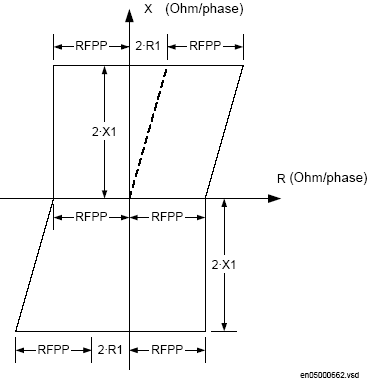 X (Ohm/phase)
RFPP 2·R1 RFPP
2·X1
R (Ohm/phase)
RFPP RFPP
2·X1
RFPP 2·R1 RFPP
en05000662.vsd